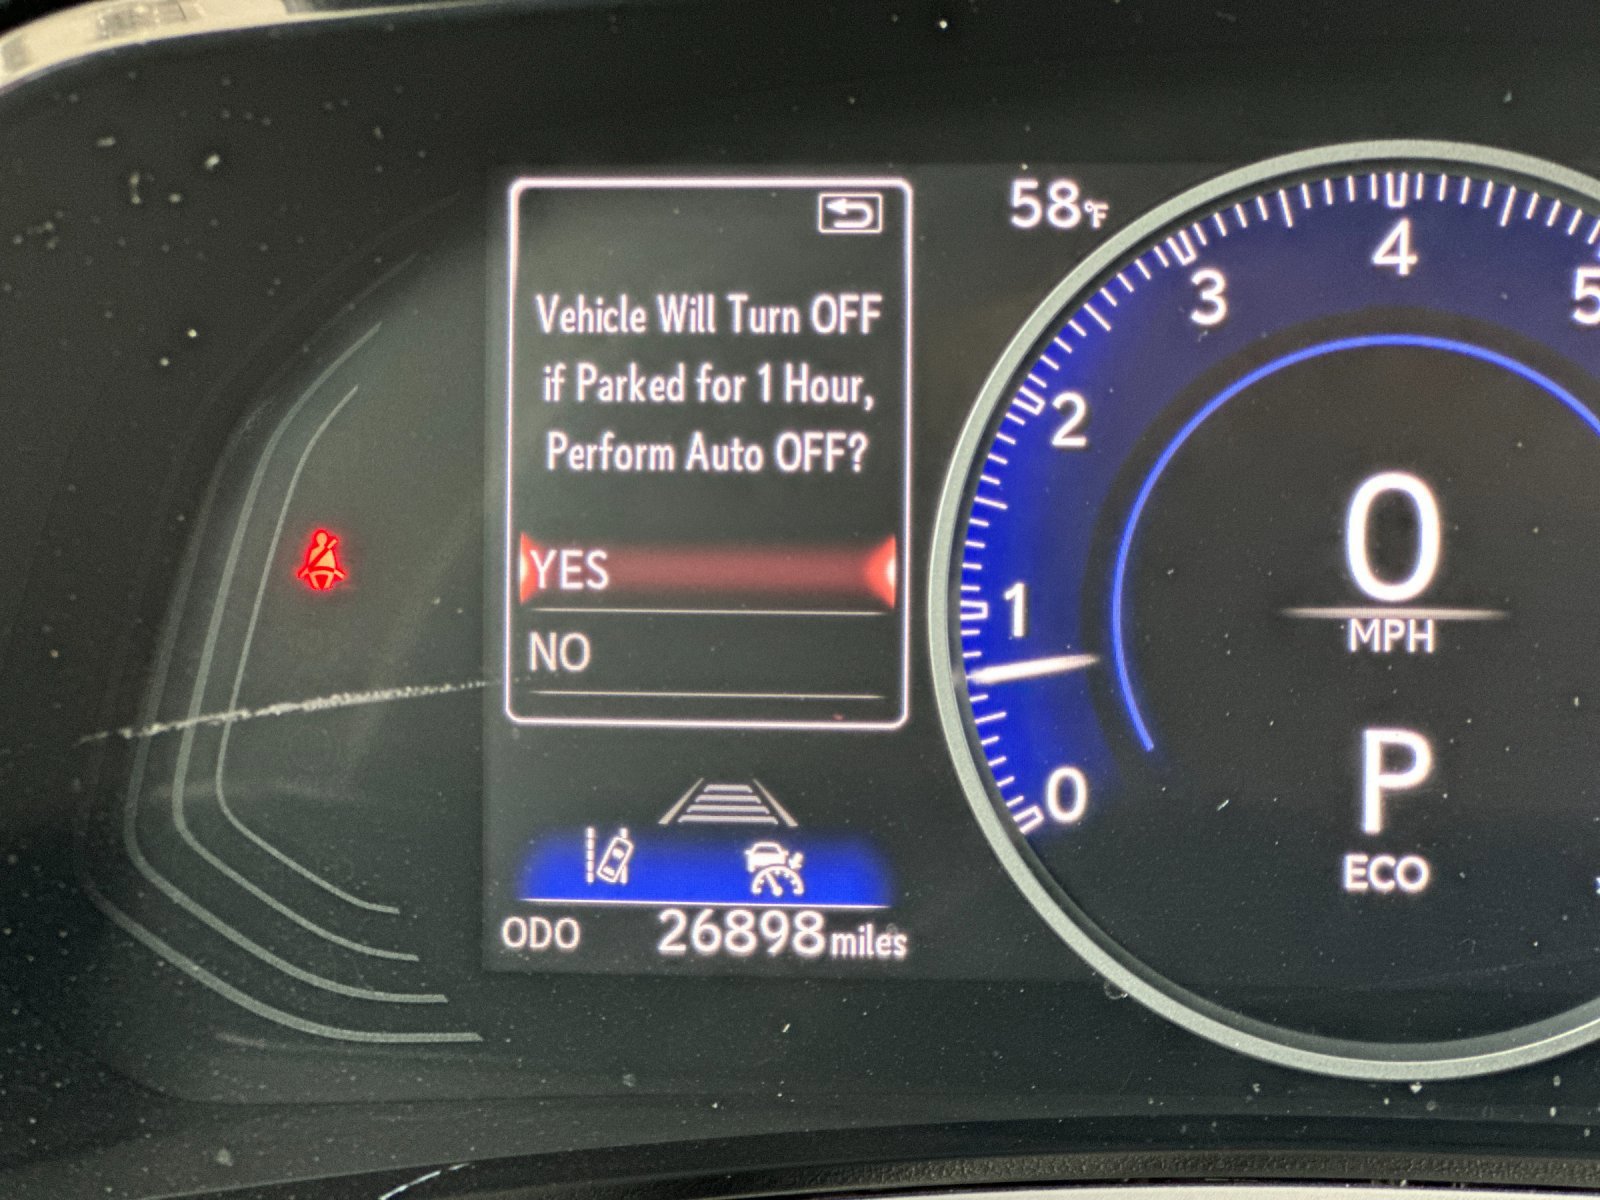 58°F
Vehicle Will Turn OFF
if Parked for 1 Hour,
Perform Auto OFF?
YES
NO
ODO 26898 miles
0
1
2
3
4
5
0
MPH
P
ECO